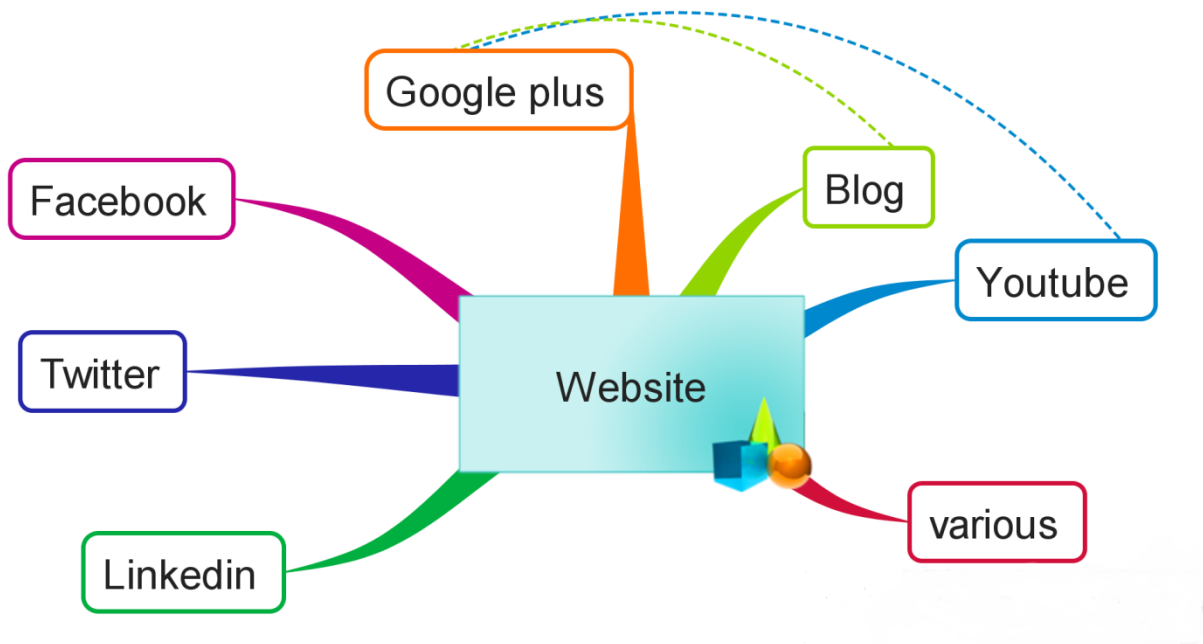 Google plus
Blog
Facebook
Youtube
Twitter
Website
various
Linkedin